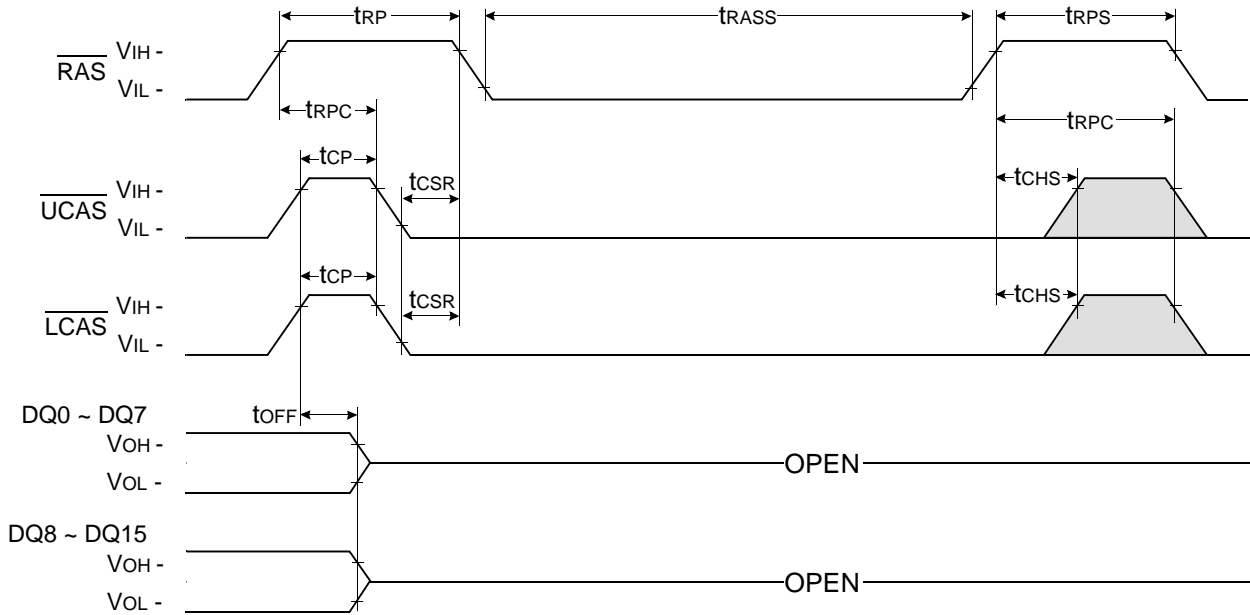 tRP
tRASS
tRPS
RAS
VIH -
VIL -
tRPC
tRPC
tCP
tCSR
tCHS
UCAS
VIH -
VIL -
tCP
tCSR
tCHS
LCAS
VIH -
VIL -
DQ0 ~ DQ7
tOFF
VOH -
VOL -
OPEN
DQ8 ~ DQ15
VOH -
VOL -
OPEN